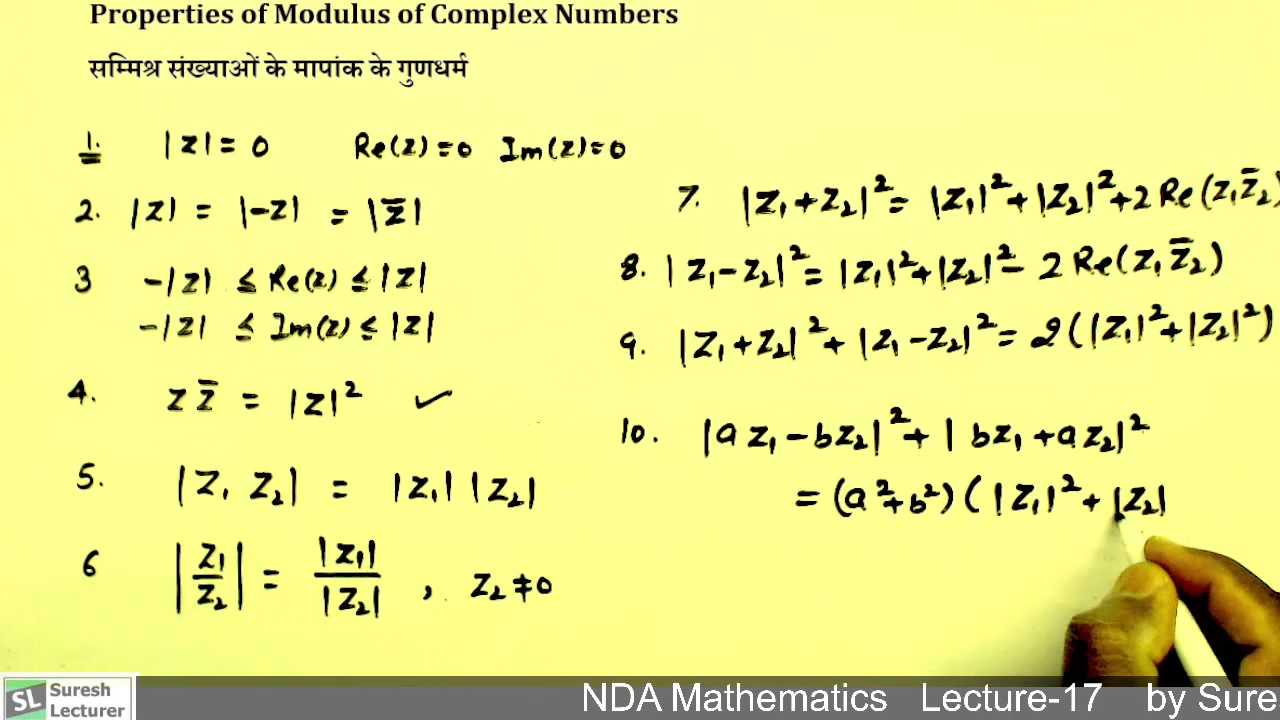 Properties of Modulus of Complex Numbers
सम्मिश्र संख्याओं के मापांक के गुणधर्म
1. |z| = 0 Re(z)=0 Im(z)=0
2. |z| = |-z| = |z̅|
3 -|z| ≤ Re(z) ≤ |z|
-|z| ≤ Im(z) ≤ |z|
4. z z̅ = |z|² ✓
5. |z₁ z₂| = |z₁| |z₂|
6 |z₁/z₂| = |z₁|/|z₂| , z₂ ≠ 0
7. |z₁+z₂|² = |z₁|²+|z₂|²+2 Re(z₁z̅₂)
8. |z₁-z₂|² = |z₁|²+|z₂|²- 2 Re(z₁z̅₂)
9. |z₁+z₂|²+|z₁-z₂|² = 2(|z₁|²+|z₂|²)
10. |az₁-bz₂|²+|bz₁+az₂|²
= (a²+b²)(|z₁|²+|z₂|
SL Suresh
Lecturer
NDA Mathematics Lecture-17 by Sure